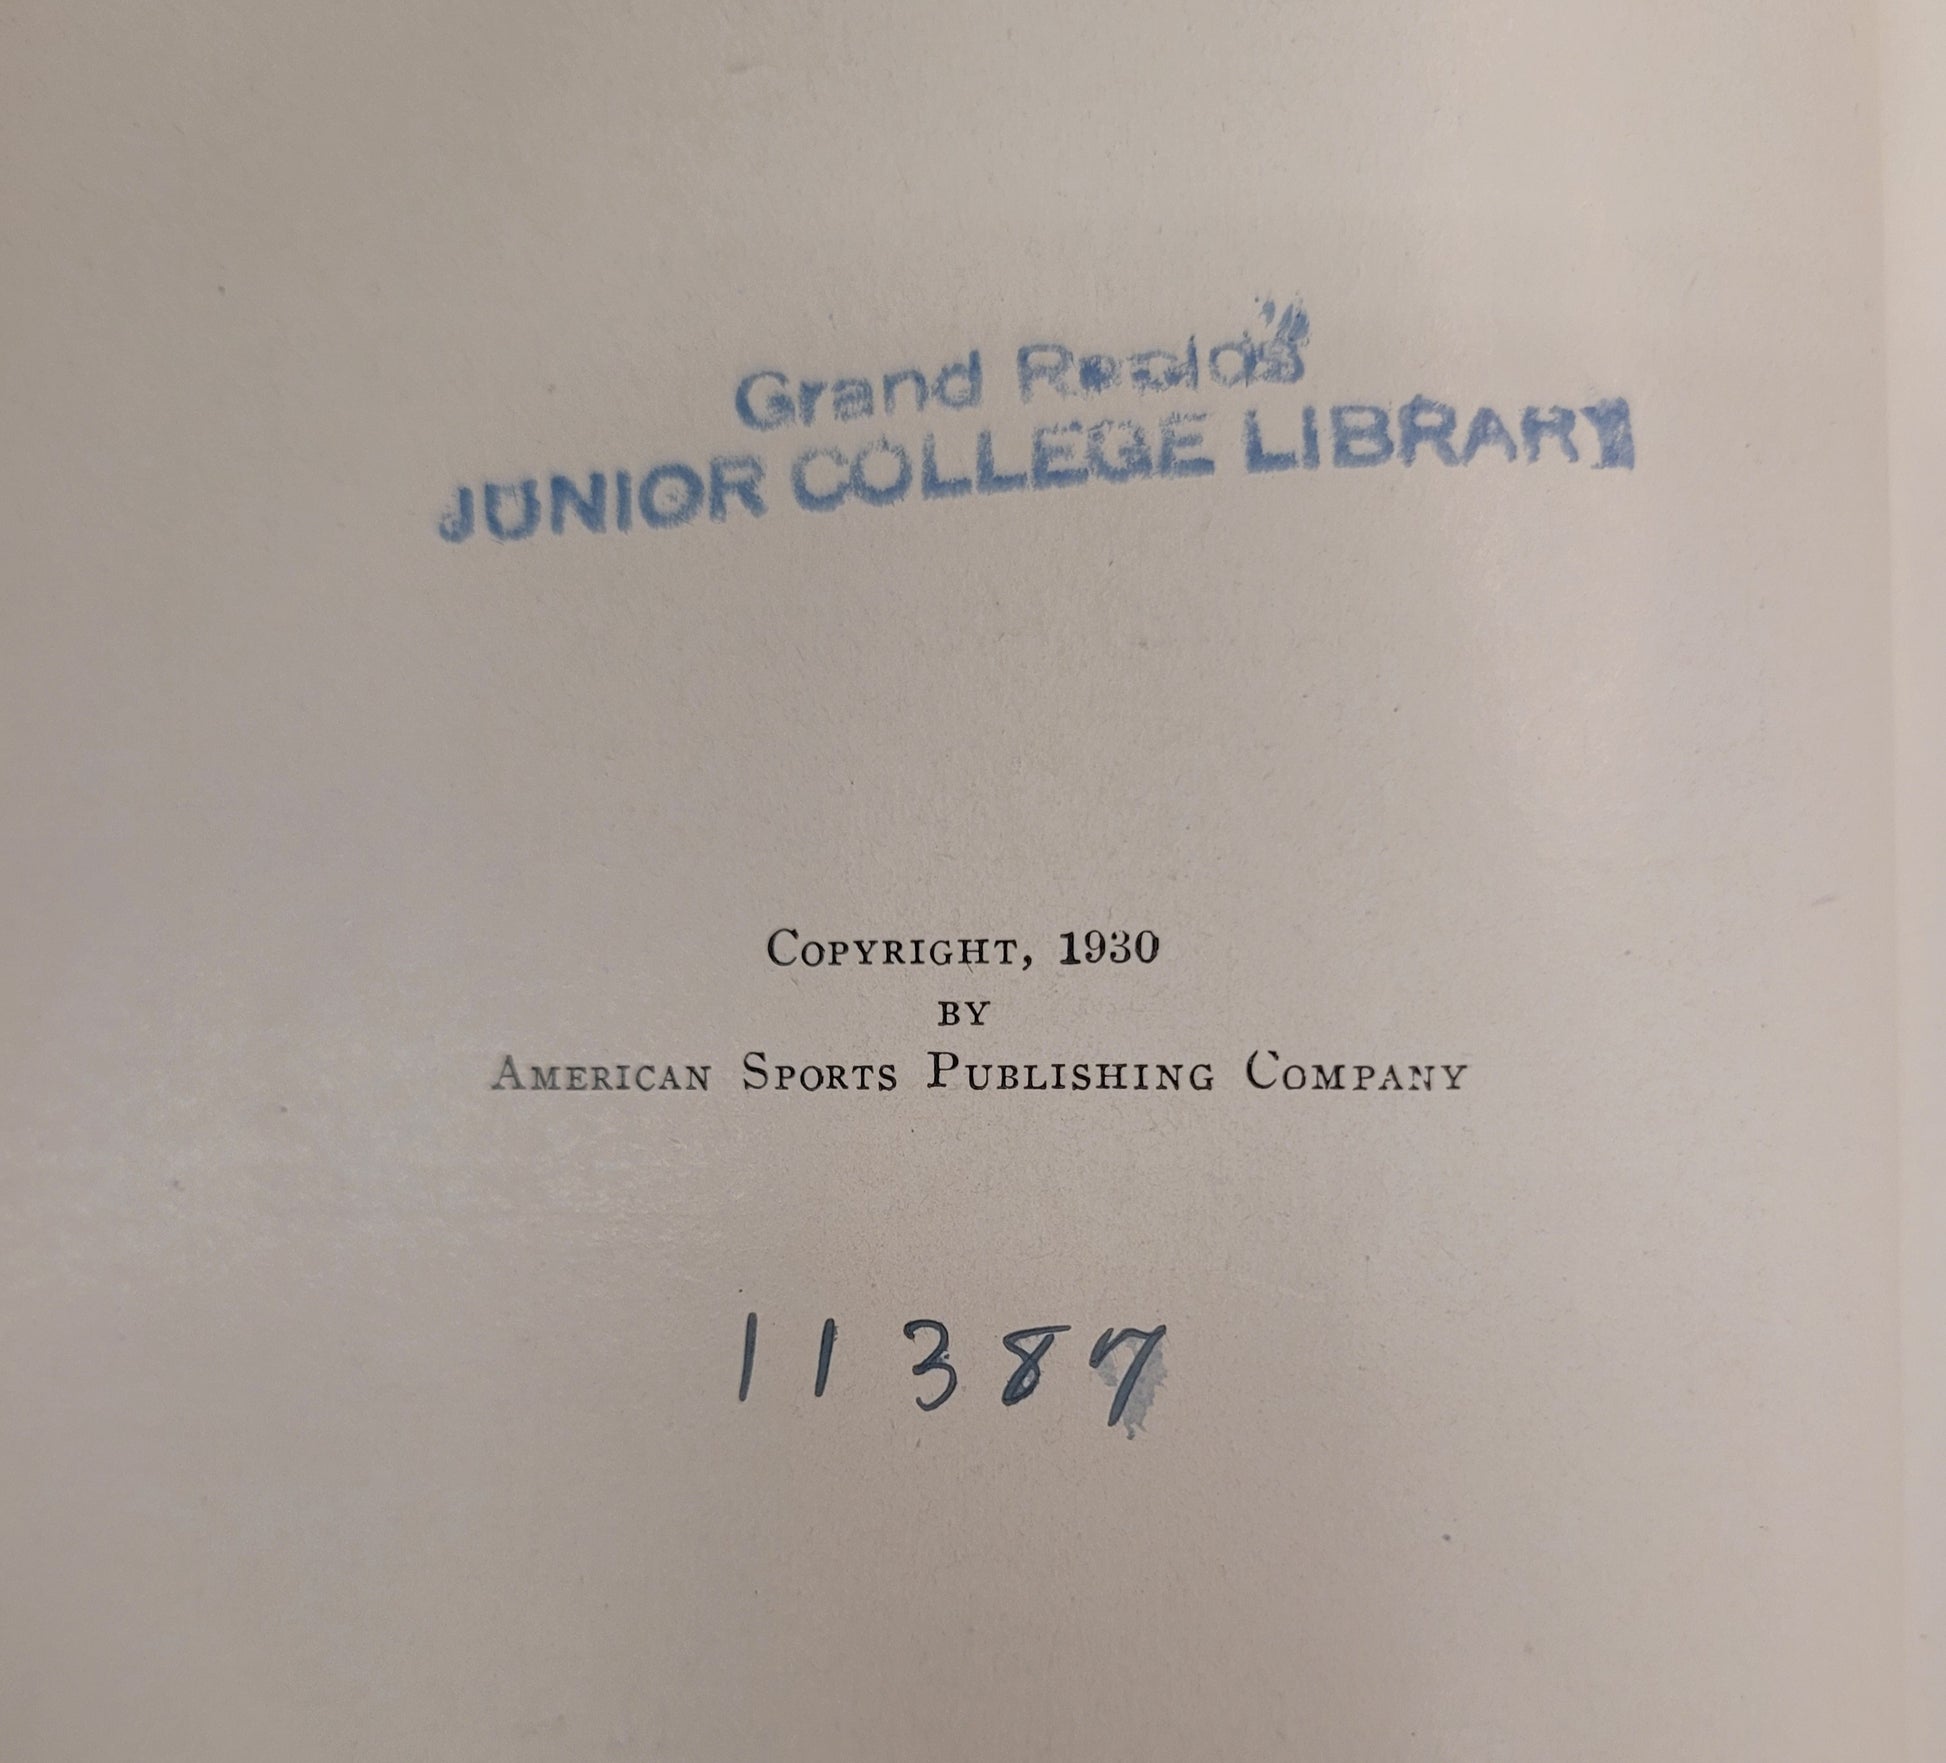 Grand Rapids
JUNIOR COLLEGE LIBRARY
COPYRIGHT, 1930
BY
AMERICAN SPORTS PUBLISHING COMPANY
11387